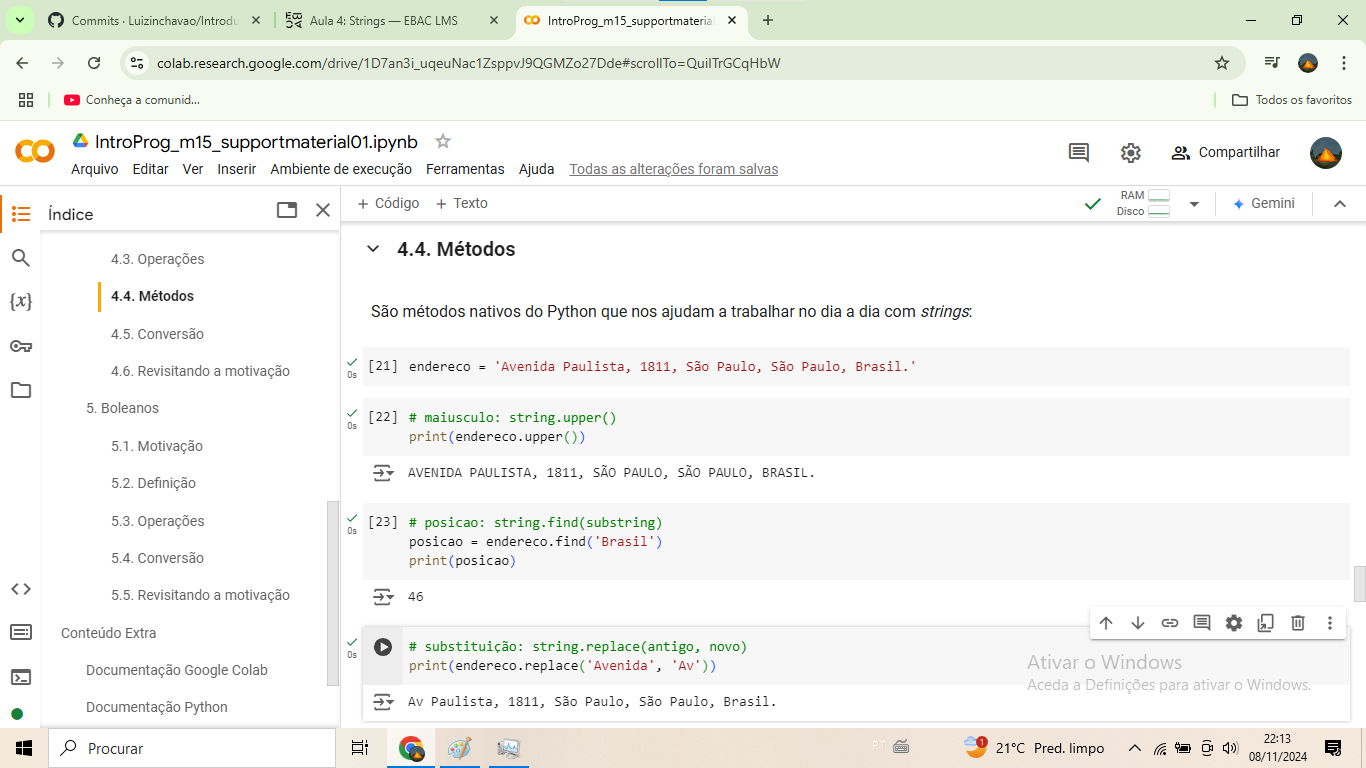 Commits · Luizinchavao/Introdu
Aula 4: Strings — EBAC LMS
IntroProg_m15_supportmaterial
colab.research.google.com/drive/1D7an3i_uqeuNac1ZsppvJ9QGMZo27Dde#scrollTo=QuilTrGCqHbW
Conheça a comunid...
Todos os favoritos
CO
IntroProg_m15_supportmaterial01.ipynb
Arquivo Editar Ver Inserir Ambiente de execução Ferramentas Ajuda Todas as alterações foram salvas
Compartilhar
Índice
+ Código + Texto
RAM
Disco
Gemini
4.3. Operações
4.4. Métodos
4.5. Conversão
4.6. Revisitando a motivação
5. Boleanos
5.1. Motivação
5.2. Definição
5.3. Operações
5.4. Conversão
5.5. Revisitando a motivação
Conteúdo Extra
Documentação Google Colab
Documentação Python
{x}
4.4. Métodos
São métodos nativos do Python que nos ajudam a trabalhar no dia a dia com strings:
0s
[21] endereco = 'Avenida Paulista, 1811, São Paulo, São Paulo, Brasil.'
0s
[22] # maiusculo: string.upper()
print(endereco.upper())
AVENIDA PAULISTA, 1811, SÃO PAULO, SÃO PAULO, BRASIL.
0s
[23] # posicao: string.find(substring)
posicao = endereco.find('Brasil')
print(posicao)
46
0s
# substituição: string.replace(antigo, novo)
print(endereco.replace('Avenida', 'Av'))
Av Paulista, 1811, São Paulo, São Paulo, Brasil.
Ativar o Windows
Aceda a Definições para ativar o Windows.
Procurar
PT
1
21°C Pred. limpo
22:13
08/11/2024